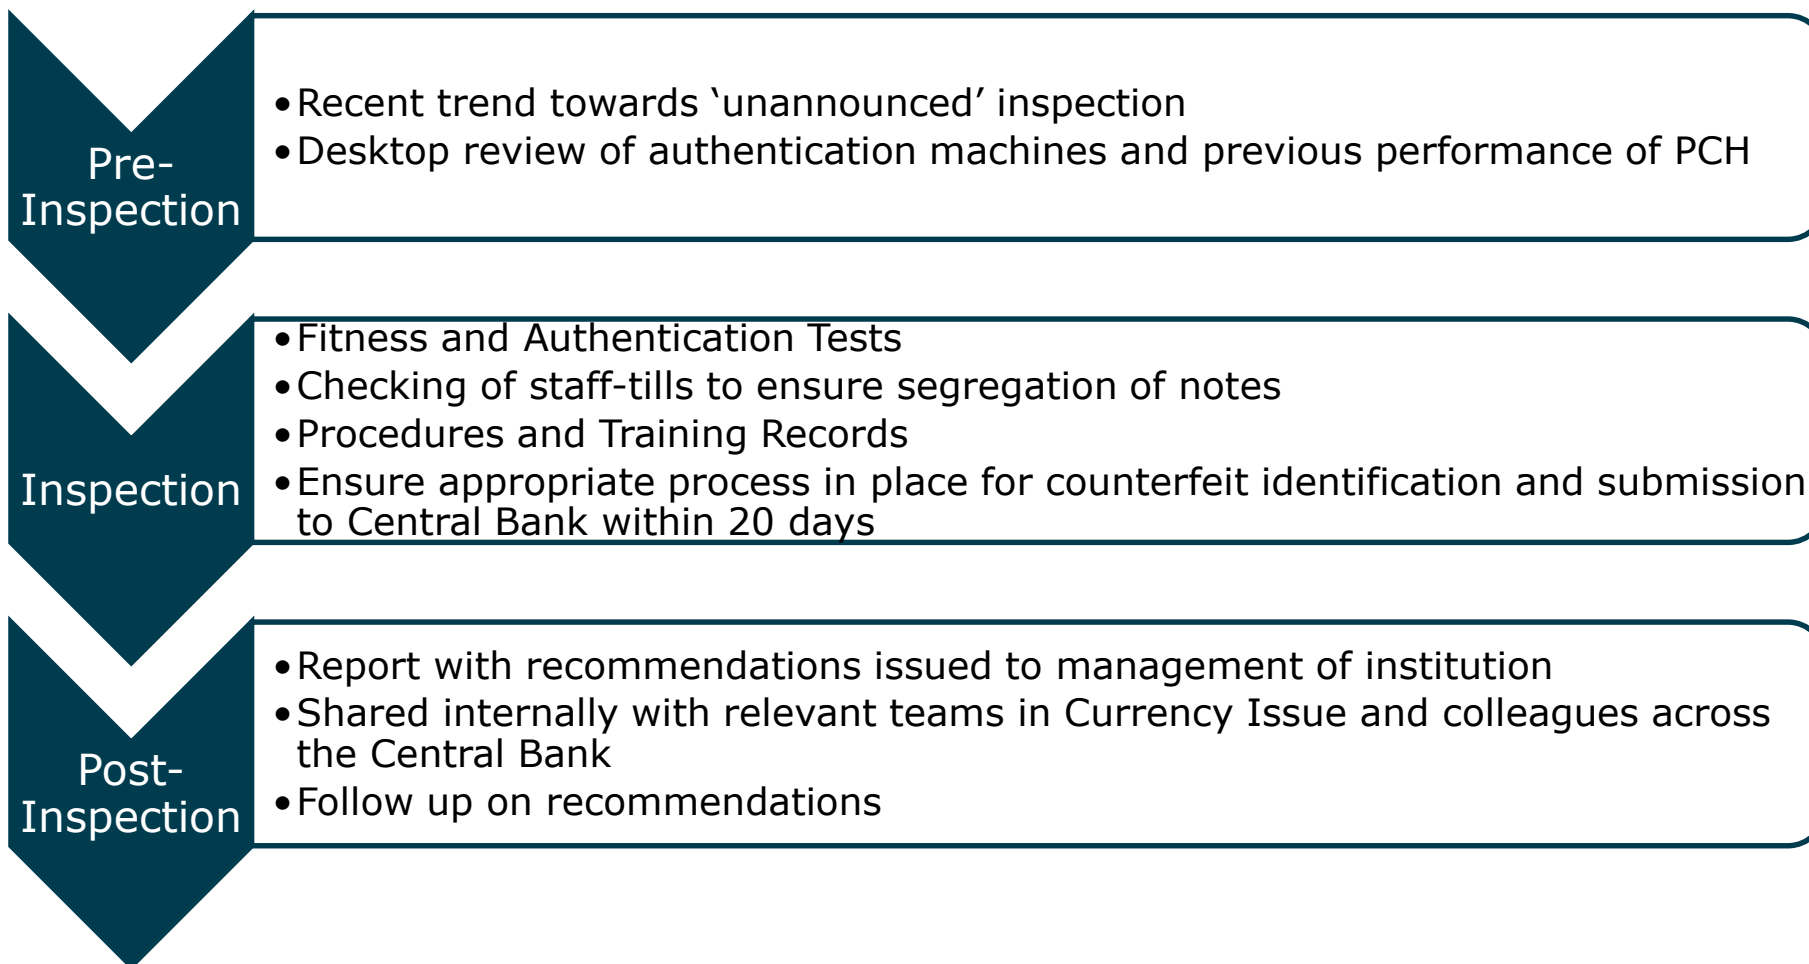 Pre-
Inspection
•Recent trend towards ‘unannounced’ inspection
•Desktop review of authentication machines and previous performance of PCH
Inspection
•Fitness and Authentication Tests
•Checking of staff-tills to ensure segregation of notes
•Procedures and Training Records
•Ensure appropriate process in place for counterfeit identification and submission
to Central Bank within 20 days
Post-
Inspection
•Report with recommendations issued to management of institution
•Shared internally with relevant teams in Currency Issue and colleagues across
the Central Bank
•Follow up on recommendations